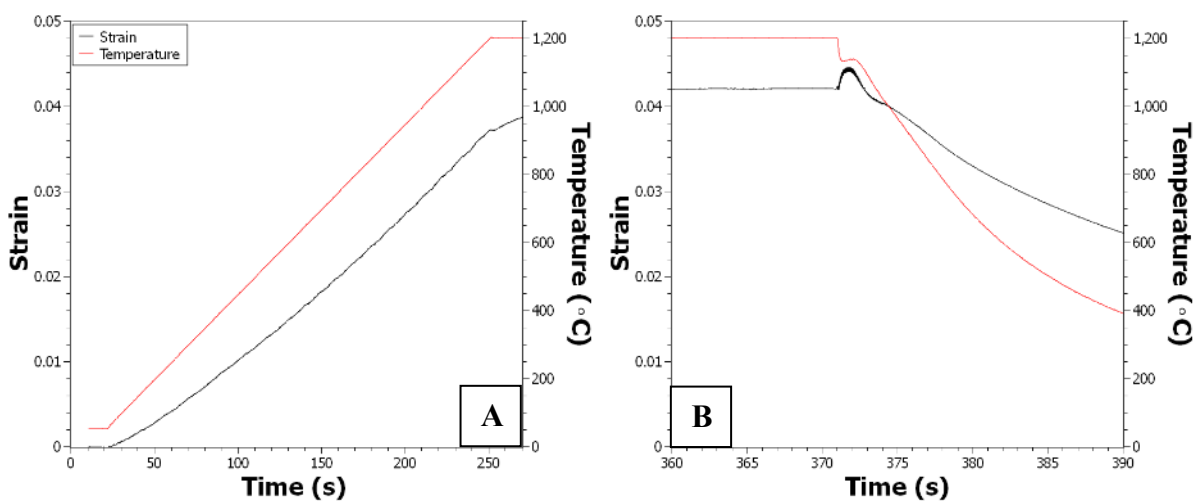 0.05
0.04
0.03
0.02
0.01
0
Strain
Strain
Temperature
1,200
1,000
800
600
400
200
0
Temperature (◦C)
A
0 50 100 150 200 250
Time (s)
0.05
0.04
0.03
0.02
0.01
0
Strain
1,200
1,000
800
600
400
200
0
Temperature (◦C)
B
360 365 370 375 380 385 390
Time (s)